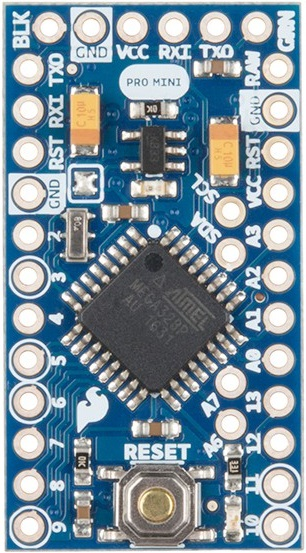 BLK GND VCC RXI TXO GRN
TXO
RAW
PRO MINI
RXI
GND
RST
RST
GND
VCC
SCL
SDA
2
A3
3
A2
4
ATMEL
MEGA328P
A1
5
A0
6
A7
13
7
A6
12
8
RESET
11
9
10